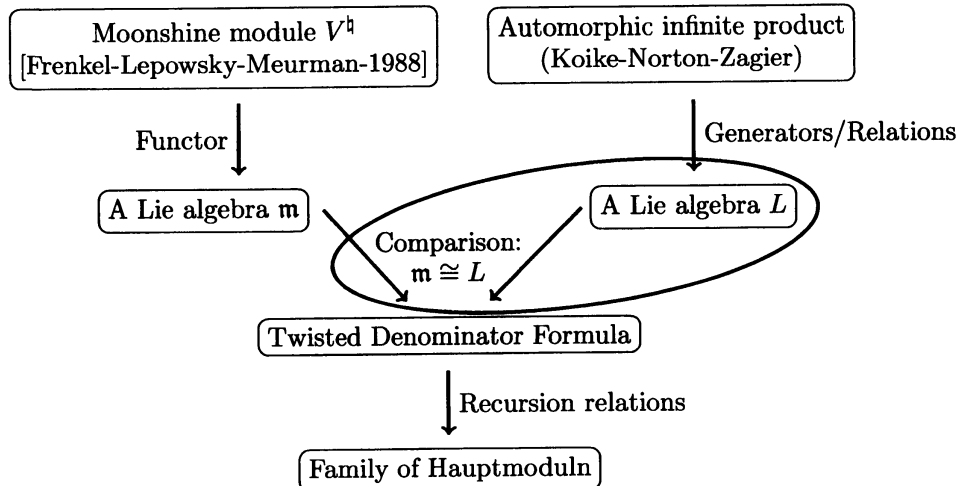 Moonshine module V♮
[Frenkel-Lepowsky-Meurman-1988]
Automorphic infinite product
(Koike-Norton-Zagier)
Functor
Generators/Relations
A Lie algebra 𝔪
A Lie algebra L
Comparison:
𝔪 ≅ L
Twisted Denominator Formula
Recursion relations
Family of Hauptmoduln